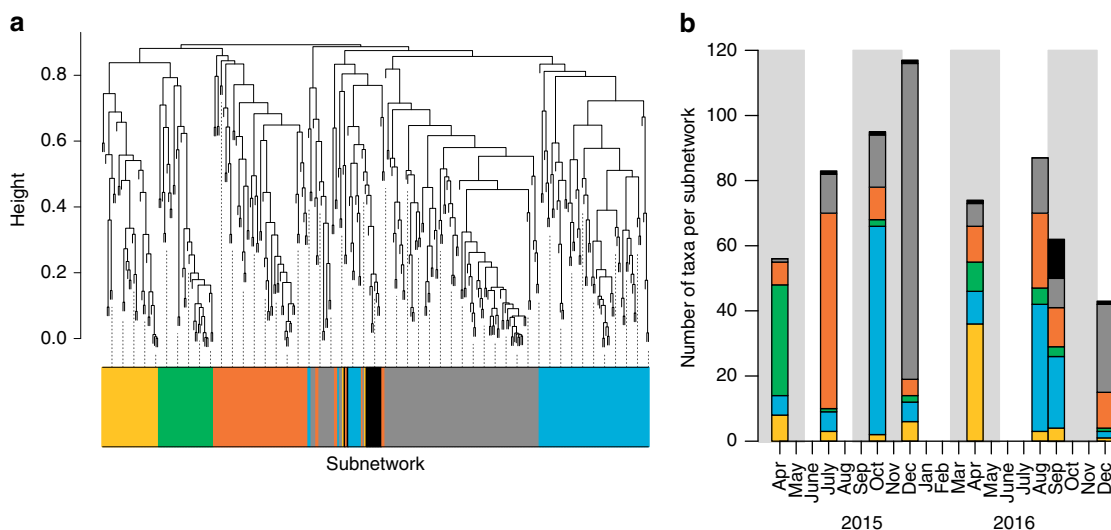 a
Height
0.8
0.6
0.4
0.2
0.0
Subnetwork
b
Number of taxa per subnetwork
120
100
80
60
40
20
0
Apr
May
June
July
Aug
Sep
Oct
Nov
Dec
Jan
Feb
Mar
Apr
May
June
July
Aug
Sep
Oct
Nov
Dec
2015
2016